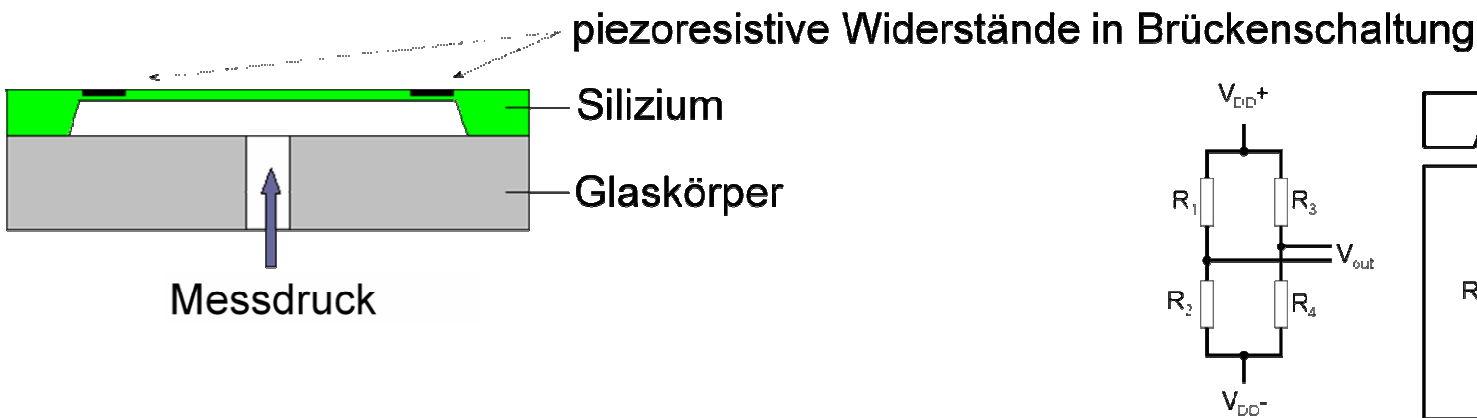 piezoresistive Widerstände in Brückenschaltung
Silizium
Glaskörper
Messdruck
V_DD+
R₁
R₃
V_out
R₂
R₄
V_DD-
R